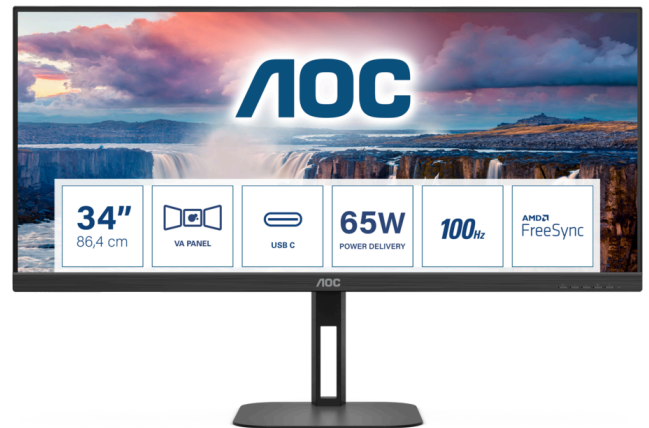 AOC
34”
86,4 cm
VA PANEL
USB C
65W
POWER DELIVERY
100Hz
AMD
FreeSync
AOC